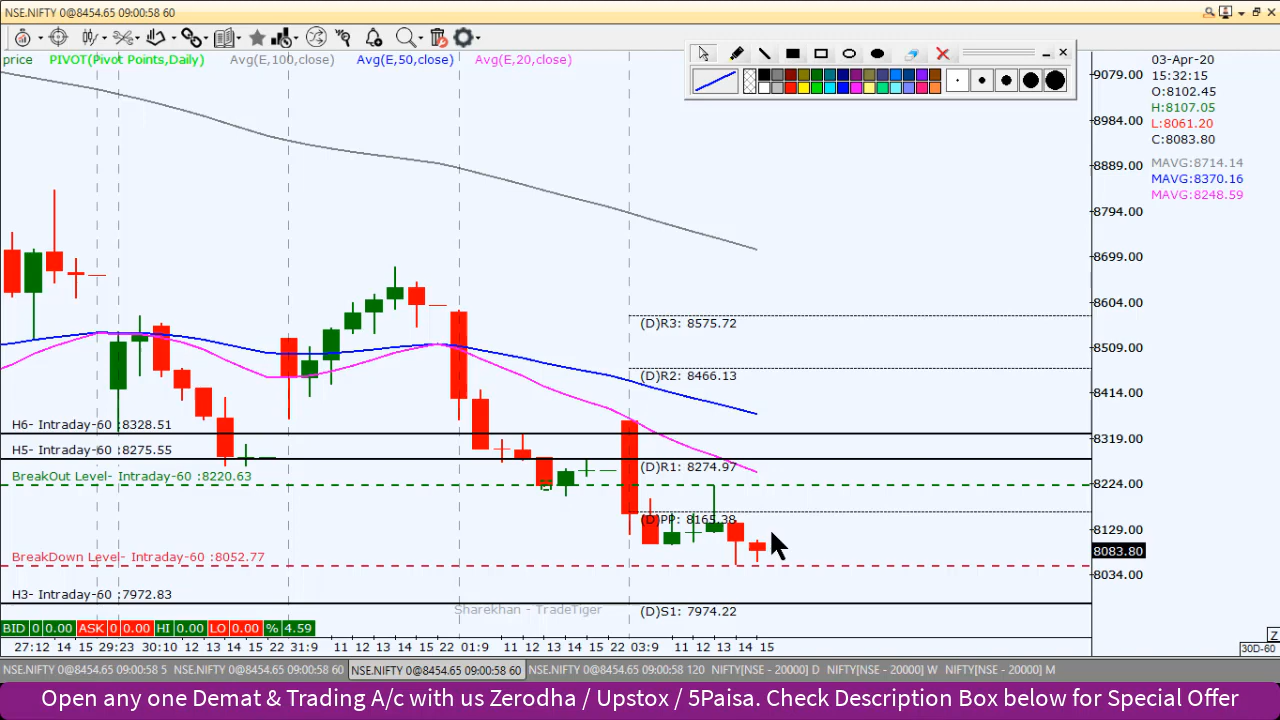 NSE.NIFTY 0@8454.65 09:00:58 60
price PIVOT(Pivot Points,Daily) Avg(E,100,close) Avg(E,50,close) Avg(E,20,close)
03-Apr-20
15:32:15
O:8102.45
H:8107.05
L:8061.20
C:8083.80
MAVG:8714.14
MAVG:8370.16
MAVG:8248.59
9079.00
8984.00
8889.00
8794.00
8699.00
8604.00
8509.00
8414.00
8319.00
8224.00
8129.00
8083.80
8034.00
(D)R3: 8575.72
(D)R2: 8466.13
H6- Intraday-60 :8328.51
H5- Intraday-60 :8275.55
(D)R1: 8274.97
BreakOut Level- Intraday-60 :8220.63
(D)PP: 8165.38
BreakDown Level- Intraday-60 :8052.77
H3- Intraday-60 :7972.83
Sharekhan - TradeTiger
(D)S1: 7974.22
BID 0 0.00 ASK 0 0.00 HI 0.00 LO 0.00 % 4.59
Z
27:12 14 15 29:23 30:10 12 13 14 15 22 31:9 11 12 13 14 15 22 01:9 11 12 13 14 15 22 03:9 11 12 13 14 15
30D-60
NSE.NIFTY 0@8454.65 09:00:58 5 NSE.NIFTY 0@8454.65 09:00:58 60 NSE.NIFTY 0@8454.65 09:00:58 60 NSE.NIFTY 0@8454.65 09:00:58 120 NIFTY[NSE - 20000] D NIFTY[NSE - 20000] W NIFTY[NSE - 20000] M
Open any one Demat & Trading A/c with us Zerodha / Upstox / 5Paisa. Check Description Box below for Special Offer